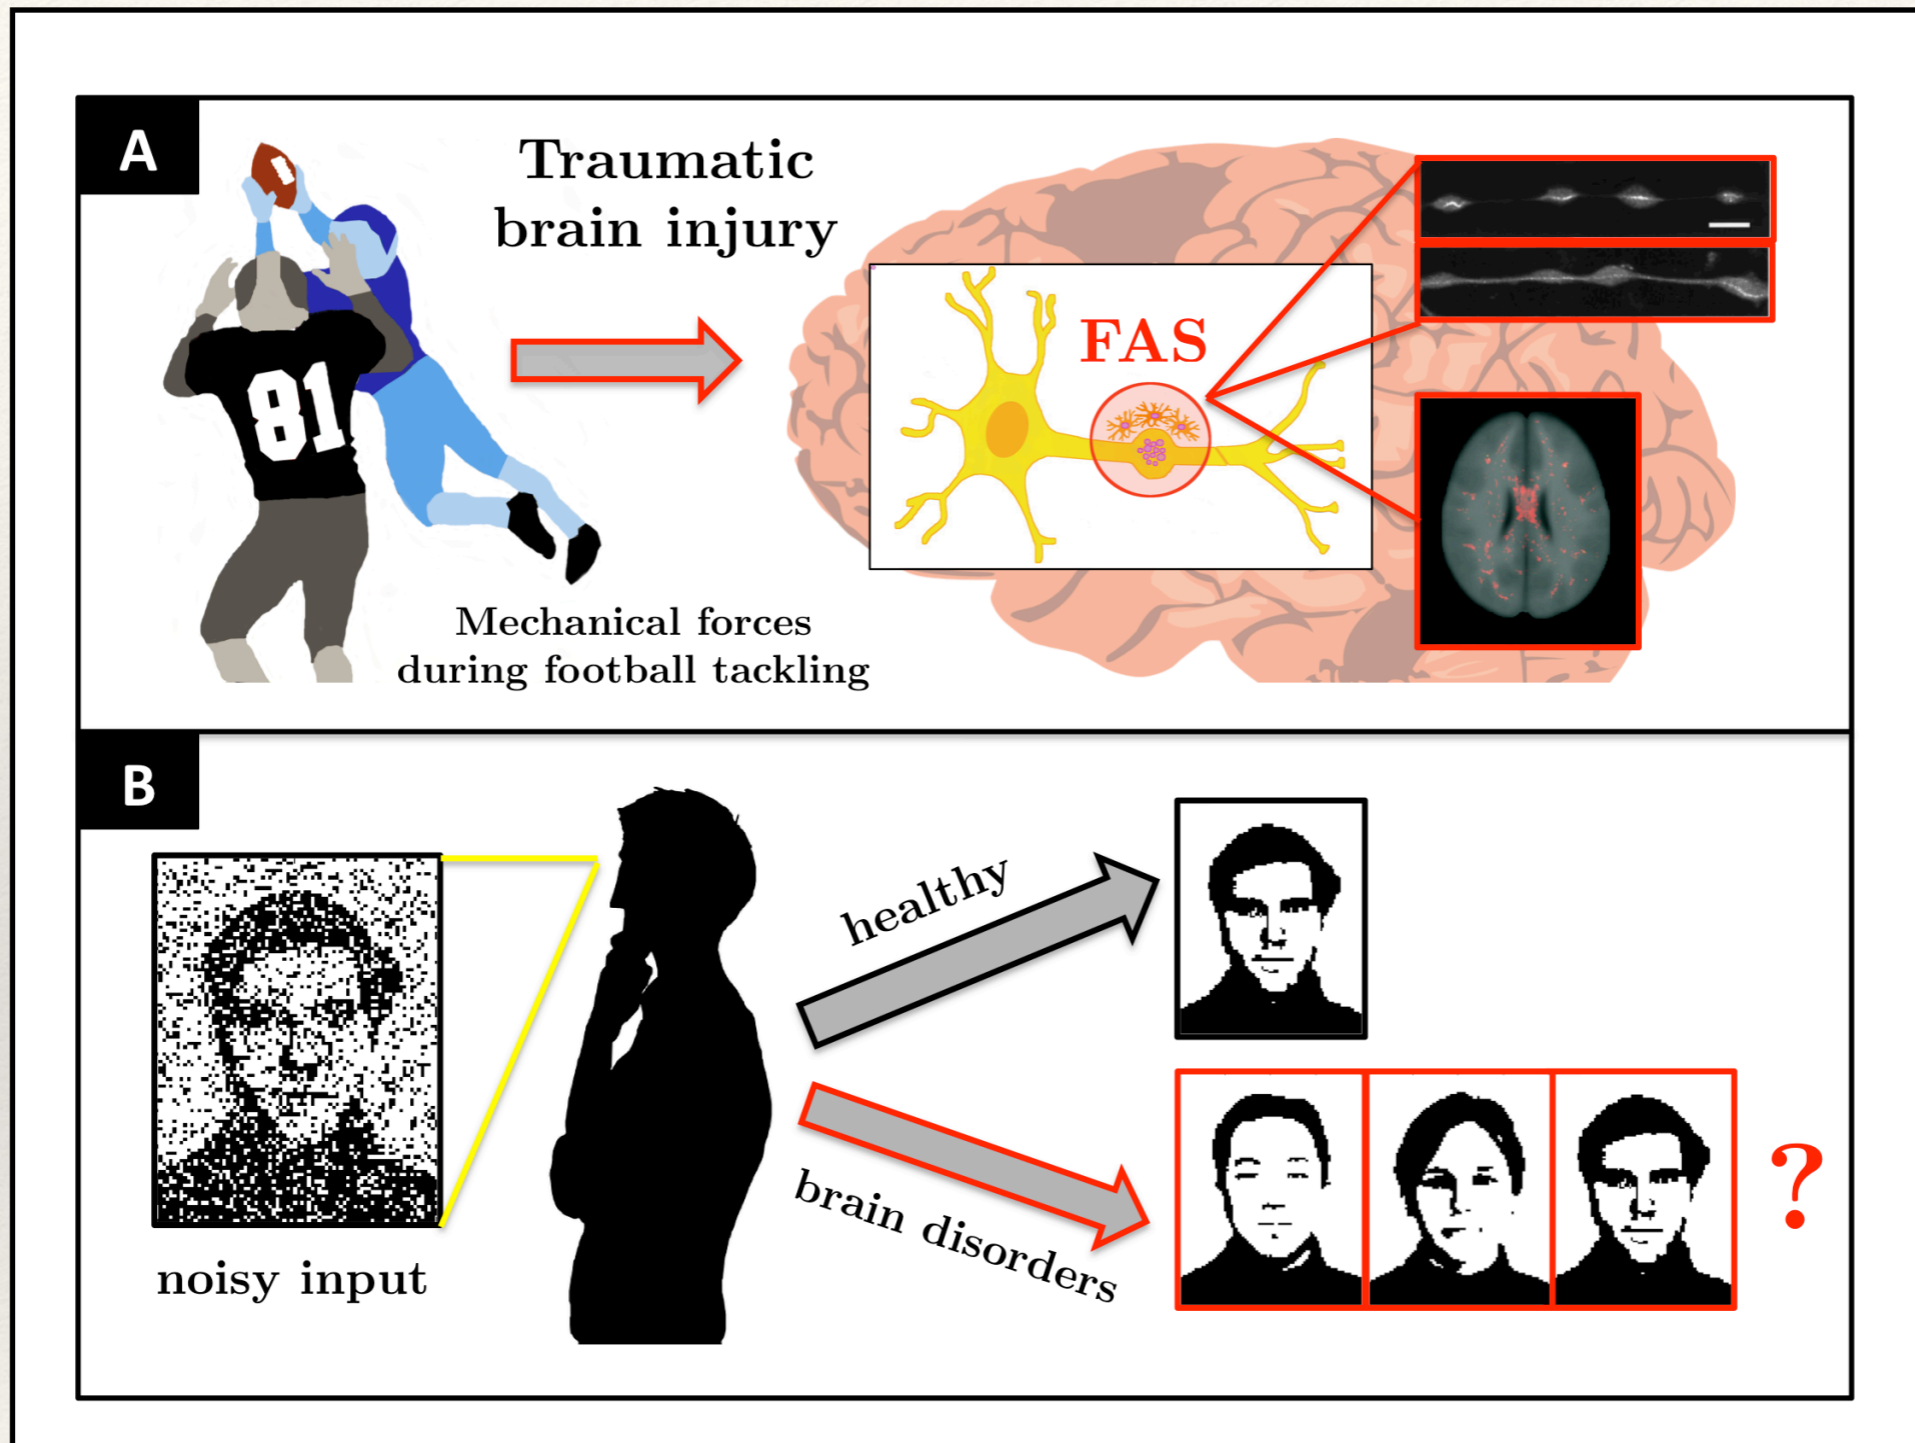 A
Traumatic
brain injury
FAS
81
Mechanical forces
during football tackling
B
healthy
brain disorders
noisy input
?